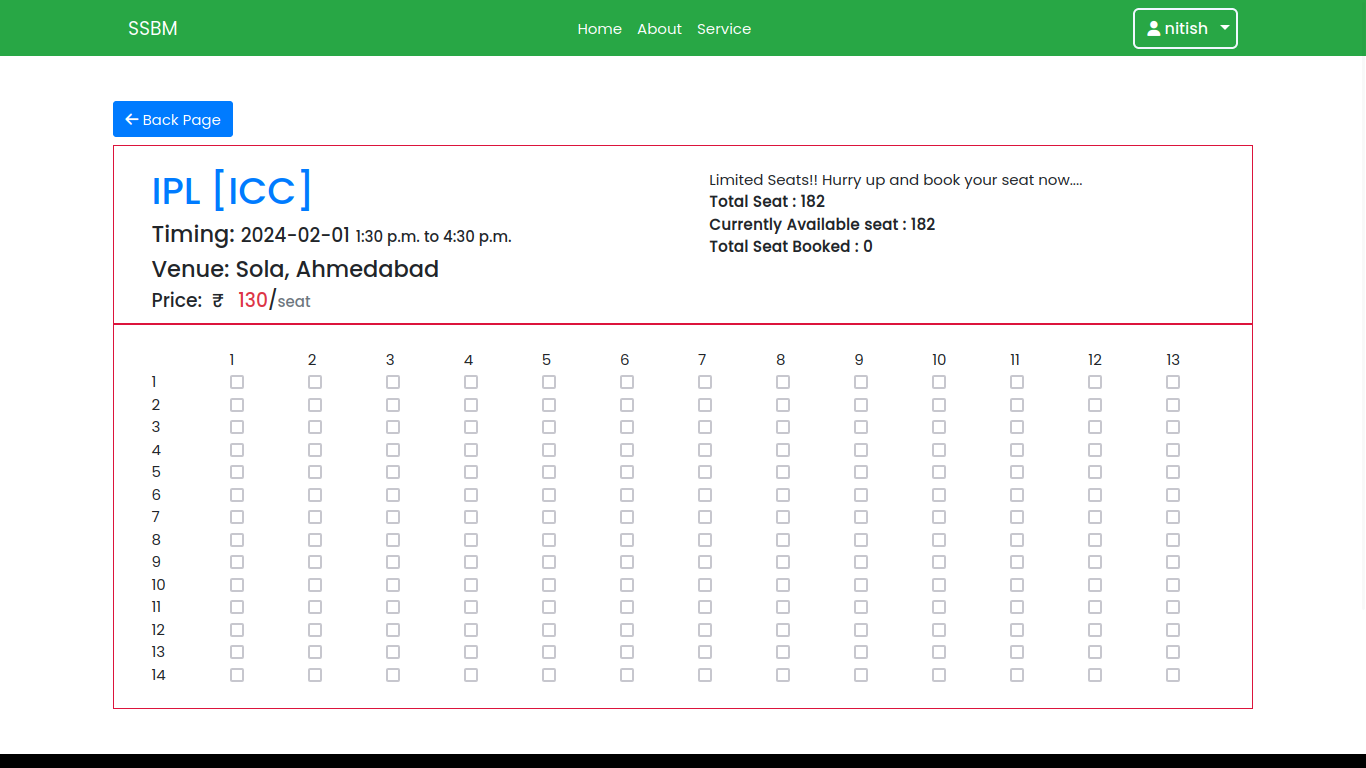 SSBM Home About Service nitish
Back Page
IPL [ICC]
Timing: 2024-02-01 1:30 p.m. to 4:30 p.m.
Venue: Sola, Ahmedabad
Price: ₹ 130/seat
Limited Seats!! Hurry up and book your seat now....
Total Seat : 182
Currently Available seat : 182
Total Seat Booked : 0
1 2 3 4 5 6 7 8 9 10 11 12 13
1
2
3
4
5
6
7
8
9
10
11
12
13
14